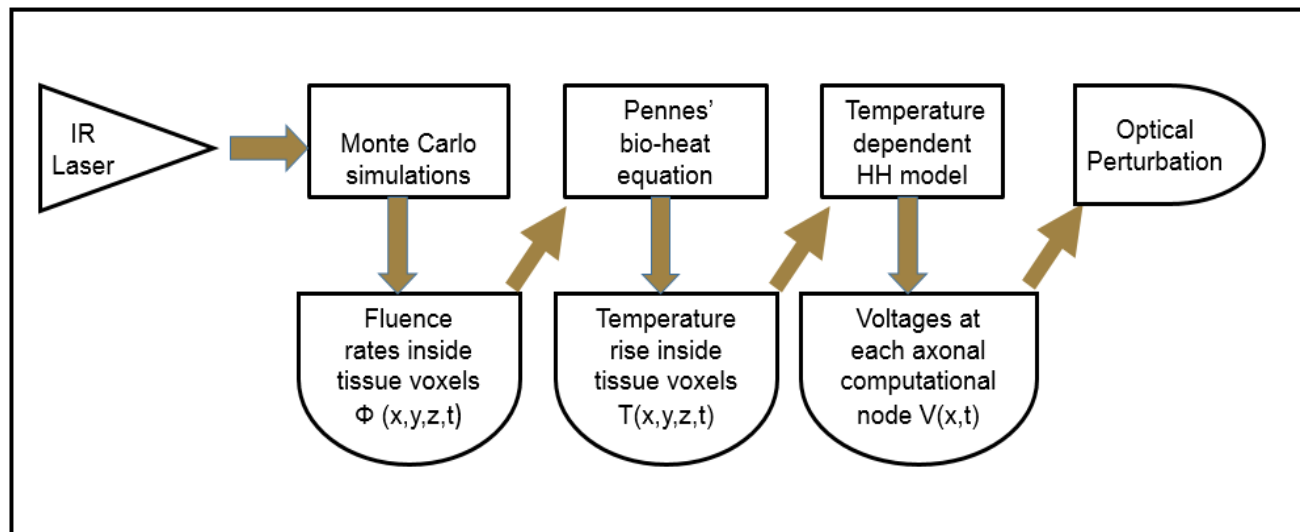 IR
Laser
Monte Carlo
simulations
Pennes’
bio-heat
equation
Temperature
dependent
HH model
Optical
Perturbation
Fluence
rates inside
tissue voxels
Φ (x,y,z,t)
Temperature
rise inside
tissue voxels
T(x,y,z,t)
Voltages at
each axonal
computational
node V(x,t)